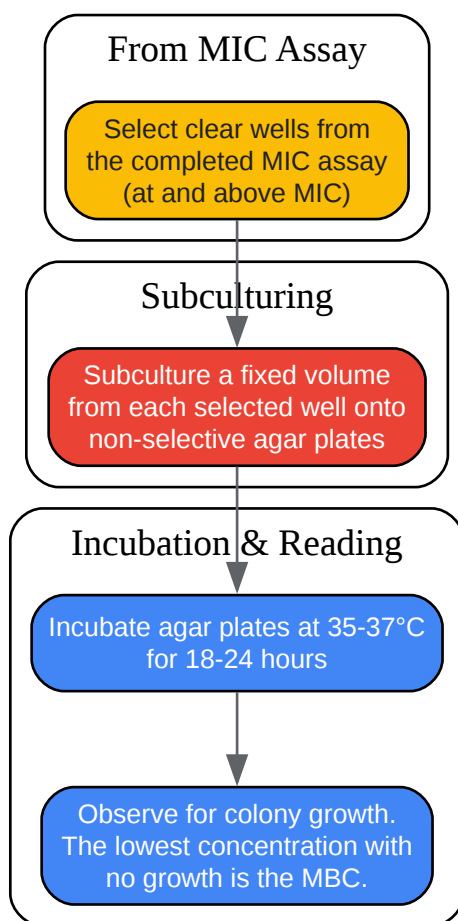 From MIC Assay
Select clear wells from
the completed MIC assay
(at and above MIC)
Subculturing
Subculture a fixed volume
from each selected well onto
non-selective agar plates
Incubation & Reading
Incubate agar plates at 35-37°C
for 18-24 hours
Observe for colony growth.
The lowest concentration with
no growth is the MBC.